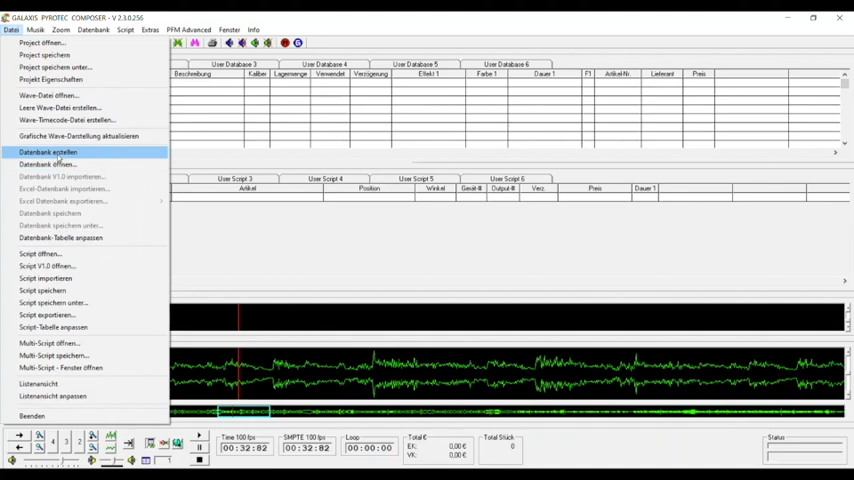 GALAXIS PYROTEC COMPOSER - V 2.3.0.256
Datei Musik Zoom Datenbank Script Extras PFM Advanced Fenster Info
Project öffnen...
Project speichern
Project speichern unter...
Projekt Eigenschaften
Wave-Datei öffnen...
Leere Wave-Datei erstellen...
Wave-Timecode-Datei erstellen...
Grafische Wave-Darstellung aktualisieren
Datenbank erstellen
Datenbank öffnen...
Datenbank V1.0 importieren...
Excel-Datenbank importieren...
Excel Datenbank exportieren...
Datenbank speichern
Datenbank speichern unter...
Datenbank-Tabelle anpassen
Script öffnen...
Script V1.0 öffnen...
Script importieren
Script speichern
Script speichern unter...
Script exportieren...
Script-Tabelle anpassen
Multi-Script öffnen...
Multi-Script speichern...
Multi-Script - Fenster öffnen
Listenansicht
Listenansicht anpassen
Beenden
User Database 3 User Database 4 User Database 5 User Database 6
Beschreibung Kaliber Lagermenge Verwendet Verzögerung Effekt 1 Farbe 1 Dauer 1 F1 Artikel-Nr. Lieferant Preis
User Script 3 User Script 4 User Script 5 User Script 6
Artikel Position Winkel Gerät-III Output-III Verz. Preis Dauer 1
4 3 2
1
Time 100 fps SMPTE 100 fps Loop Total € Total Stück Status
00:32:82 00:32:82 00:00:00 EK: 0,00 € 0
VK: 0,00 €